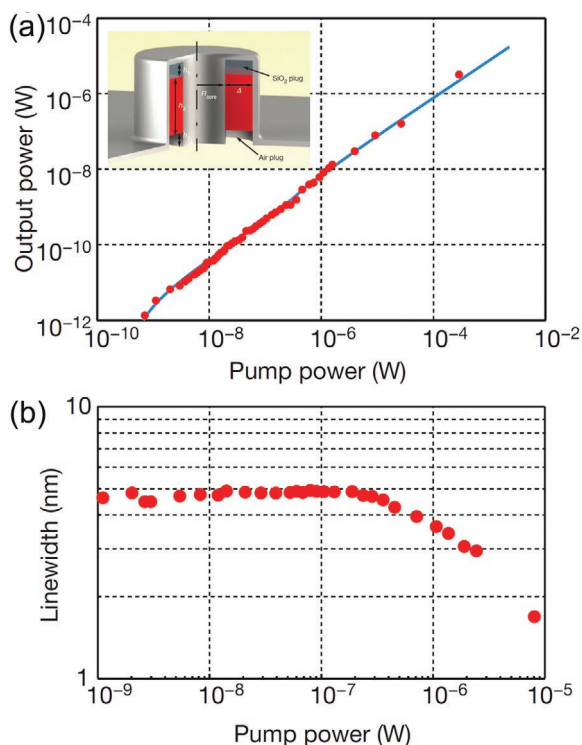 (a)
10⁻⁴
10⁻⁶
10⁻⁸
10⁻¹⁰
10⁻¹²
Output power (W)
SiO₂ plug
Δ
Air plug
10⁻¹⁰
10⁻⁸
10⁻⁶
10⁻⁴
10⁻²
Pump power (W)
(b)
10
1
Linewidth (nm)
10⁻⁹
10⁻⁸
10⁻⁷
10⁻⁶
10⁻⁵
Pump power (W)